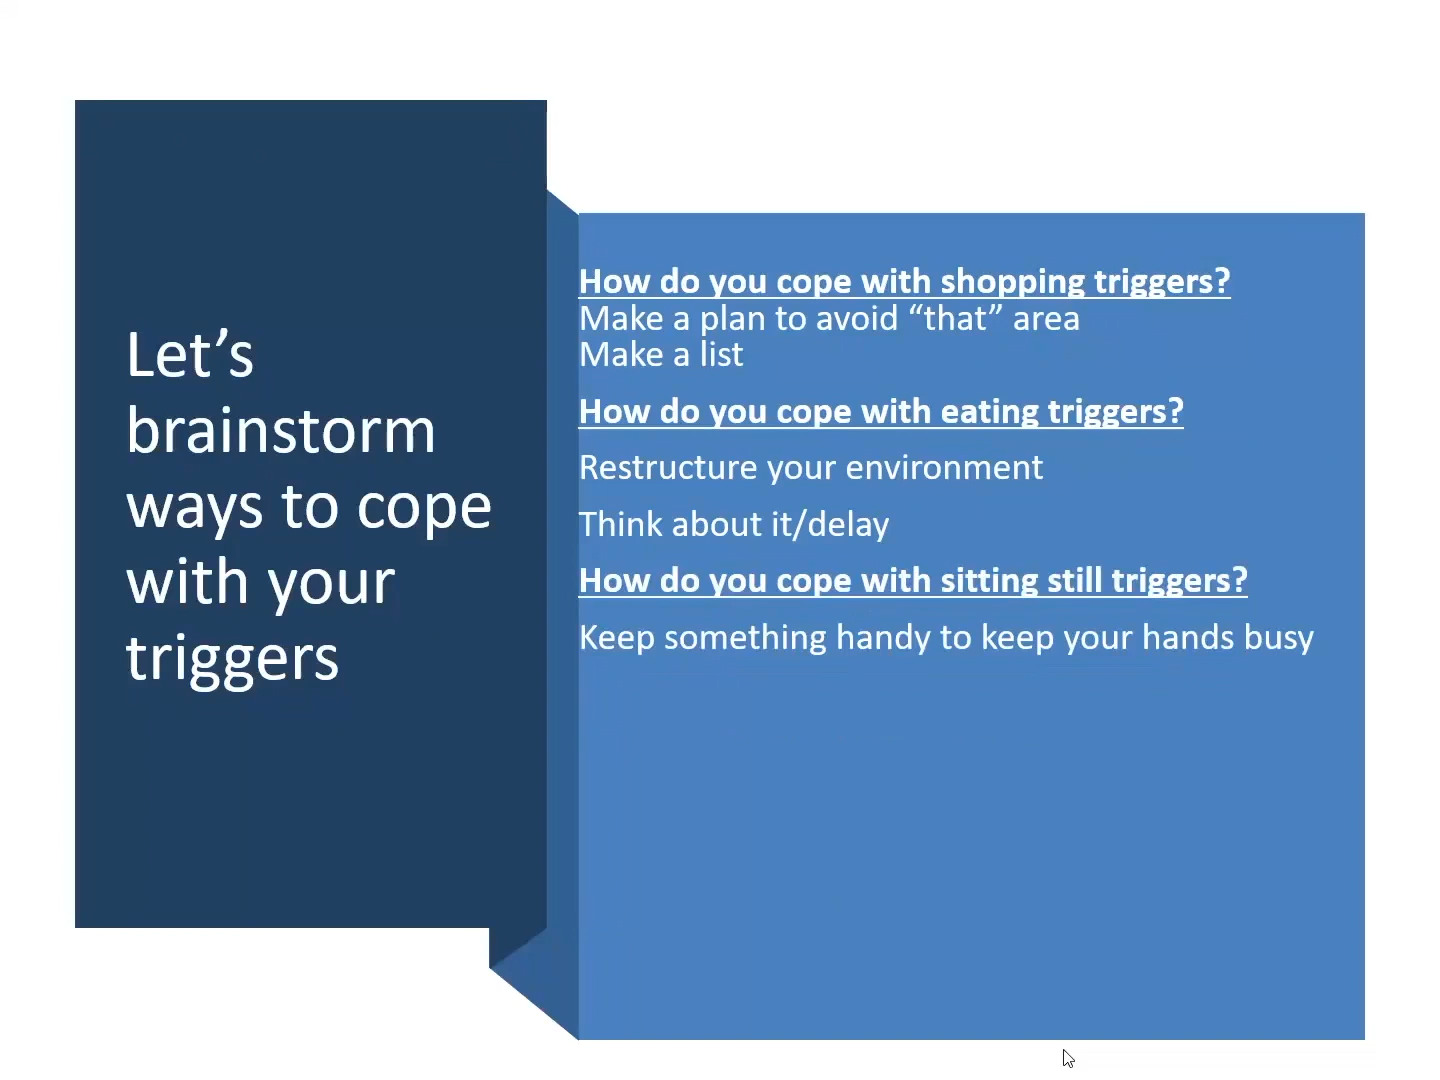 Let’s
brainstorm
ways to cope
with your
triggers
How do you cope with shopping triggers?
Make a plan to avoid “that” area
Make a list
How do you cope with eating triggers?
Restructure your environment
Think about it/delay
How do you cope with sitting still triggers?
Keep something handy to keep your hands busy